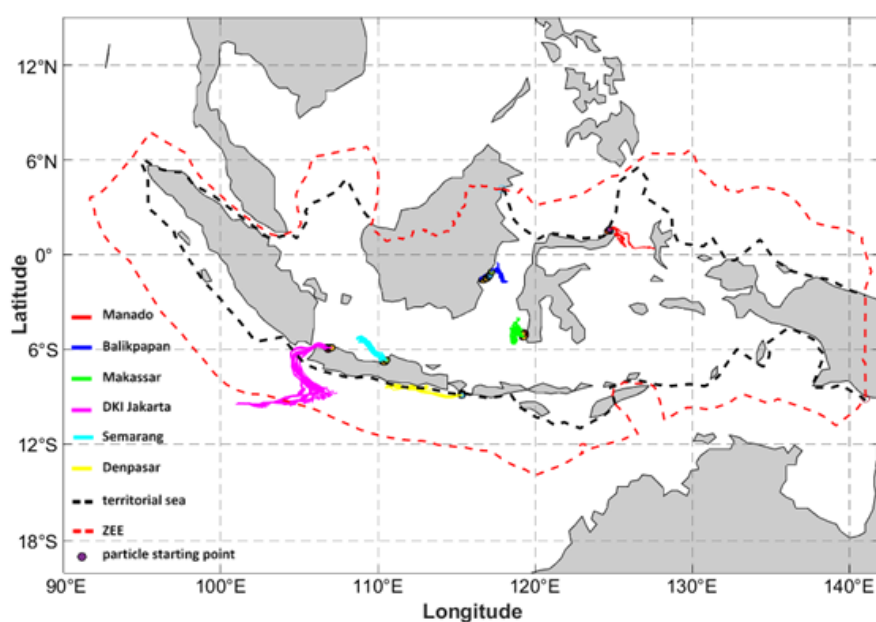 12°N
6°N
0°
6°S
12°S
18°S
Latitude
Manado
Balikpapan
Makassar
DKI Jakarta
Semarang
Denpasar
territorial sea
ZEE
particle starting point
90°E 100°E 110°E 120°E 130°E 140°E
Longitude